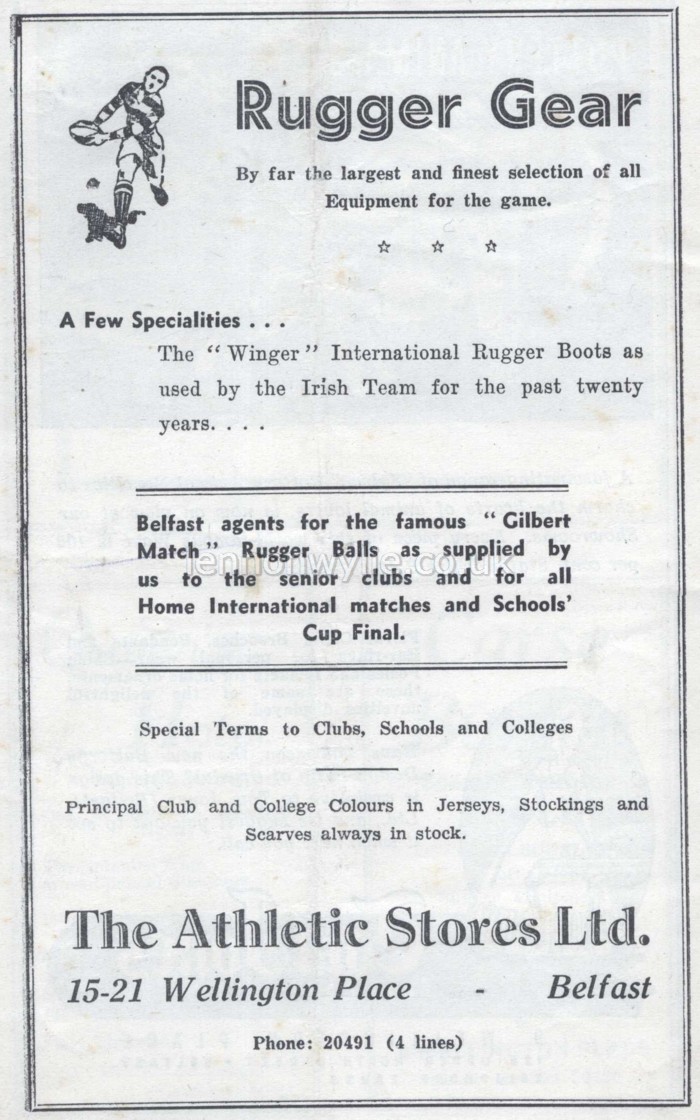 Rugger Gear
By far the largest and finest selection of all
Equipment for the game.
☆ ☆ ☆
A Few Specialities . . .
The “ Winger ” International Rugger Boots as
used by the Irish Team for the past twenty
years. . . .
Belfast agents for the famous “ Gilbert
Match ” Rugger Balls as supplied by
lennonwylie.co.uk
us to the senior clubs and for all
Home International matches and Schools’
Cup Final.
Special Terms to Clubs, Schools and Colleges
Principal Club and College Colours in Jerseys, Stockings and
Scarves always in stock.
The Athletic Stores Ltd.
15-21 Wellington Place - Belfast
Phone: 20491 (4 lines)